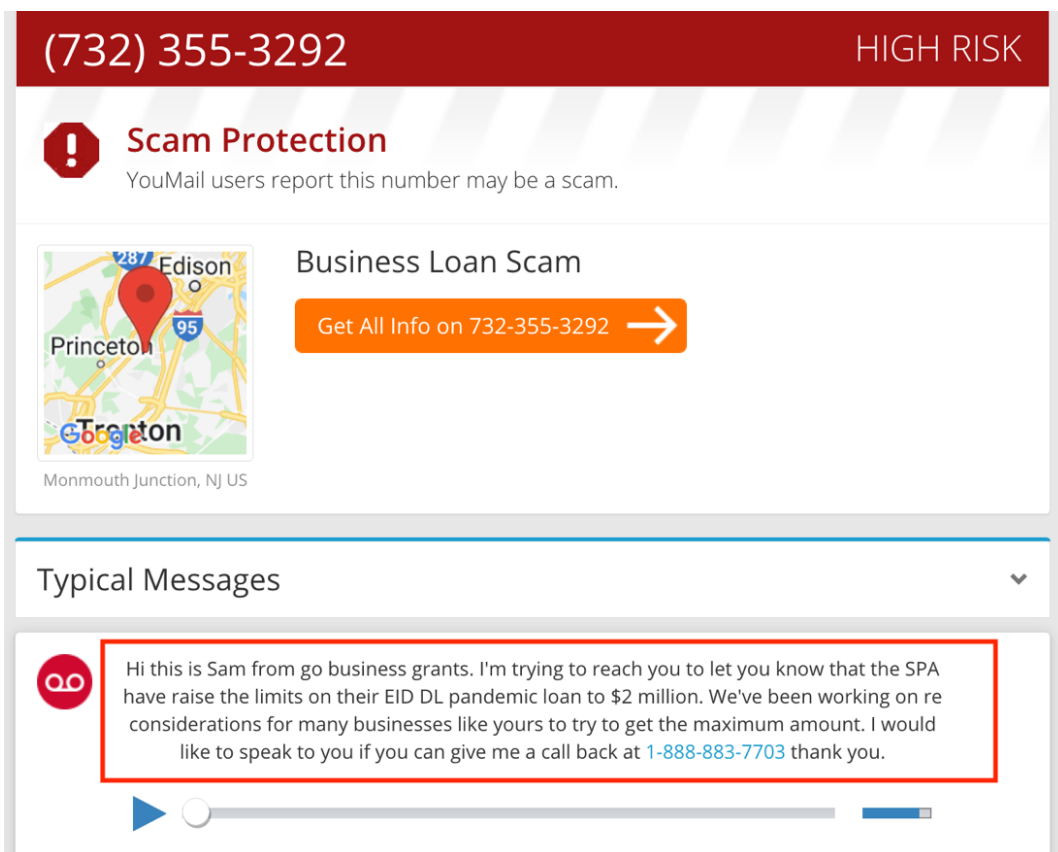 (732) 355-3292
HIGH RISK
Scam Protection
YouMail users report this number may be a scam.
287
Edison
95
Princeton
Trenton
Google
Monmouth Junction, NJ US
Business Loan Scam
Get All Info on 732-355-3292
Typical Messages
Hi this is Sam from go business grants. I'm trying to reach you to let you know that the SPA
have raise the limits on their EID DL pandemic loan to $2 million. We've been working on re
considerations for many businesses like yours to try to get the maximum amount. I would
like to speak to you if you can give me a call back at 1-888-883-7703 thank you.